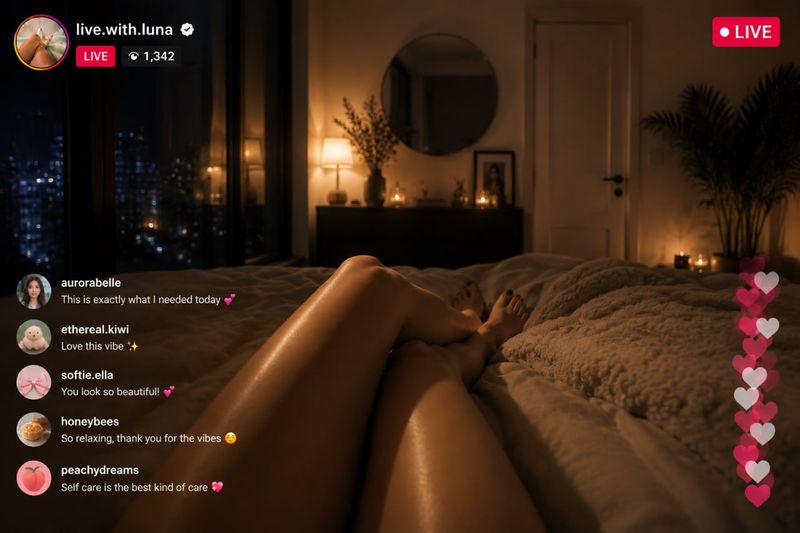 live.with.luna
LIVE
1,342
LIVE
aurorabelle
This is exactly what I needed today 💕
ethereal.kiwi
Love this vibe ✨
softie.ella
You look so beautiful! 💕
honeybees
So relaxing, thank you for the vibes ☺️
peachydreams
Self care is the best kind of care 💖